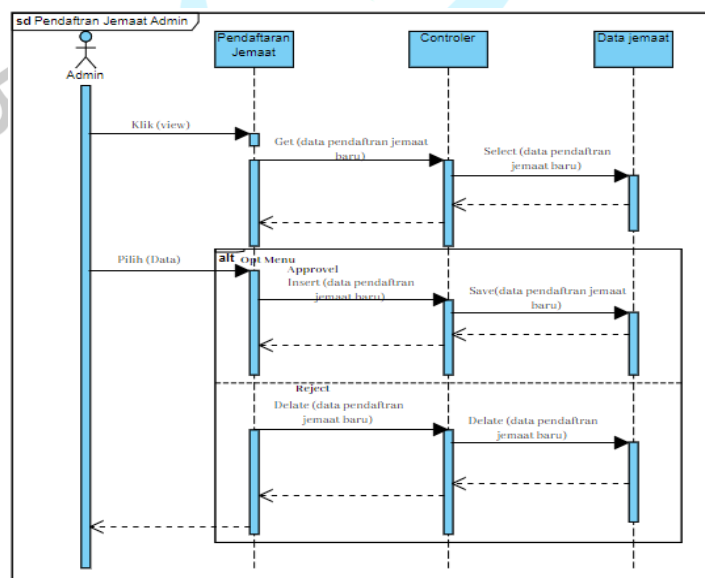 sd Pendaftran Jemaat Admin
Admin
Pendaftaran
Jemaat
Controler
Data jemaat
Klik (view)
Get (data pendaftran jemaat
baru)
Select (data pendaftran
jemaat baru)
Pilih (Data)
alt Opt Menu
Approvel
Insert (data pendaftran
jemaat baru)
Save(data pendaftran jemaat
baru)
Reject
Delate (data pendaftran
jemaat baru)
Delate (data pendaftran
jemaat baru)